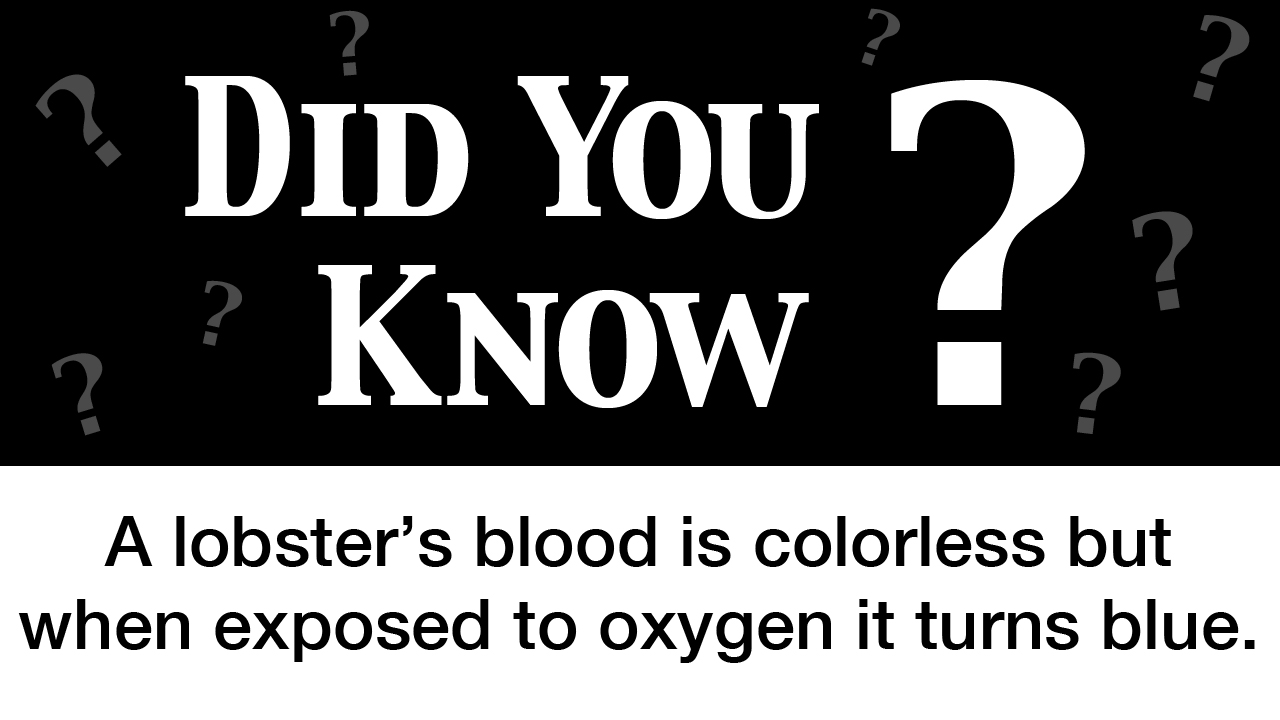 DID YOU
KNOW?
A lobster’s blood is colorless but
when exposed to oxygen it turns blue.